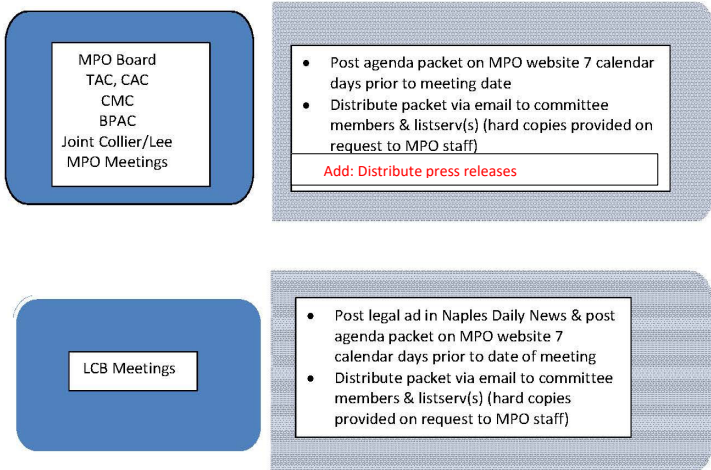 MPO Board
TAC, CAC
CMC
BPAC
Joint Collier/Lee
MPO Meetings
• Post agenda packet on MPO website 7 calendar
days prior to meeting date
• Distribute packet via email to committee
members & listserv(s) (hard copies provided on
request to MPO staff)
Add: Distribute press releases
LCB Meetings
• Post legal ad in Naples Daily News & post
agenda packet on MPO website 7
calendar days prior to date of meeting
• Distribute packet via email to committee
members & listserv(s) (hard copies
provided on request to MPO staff)